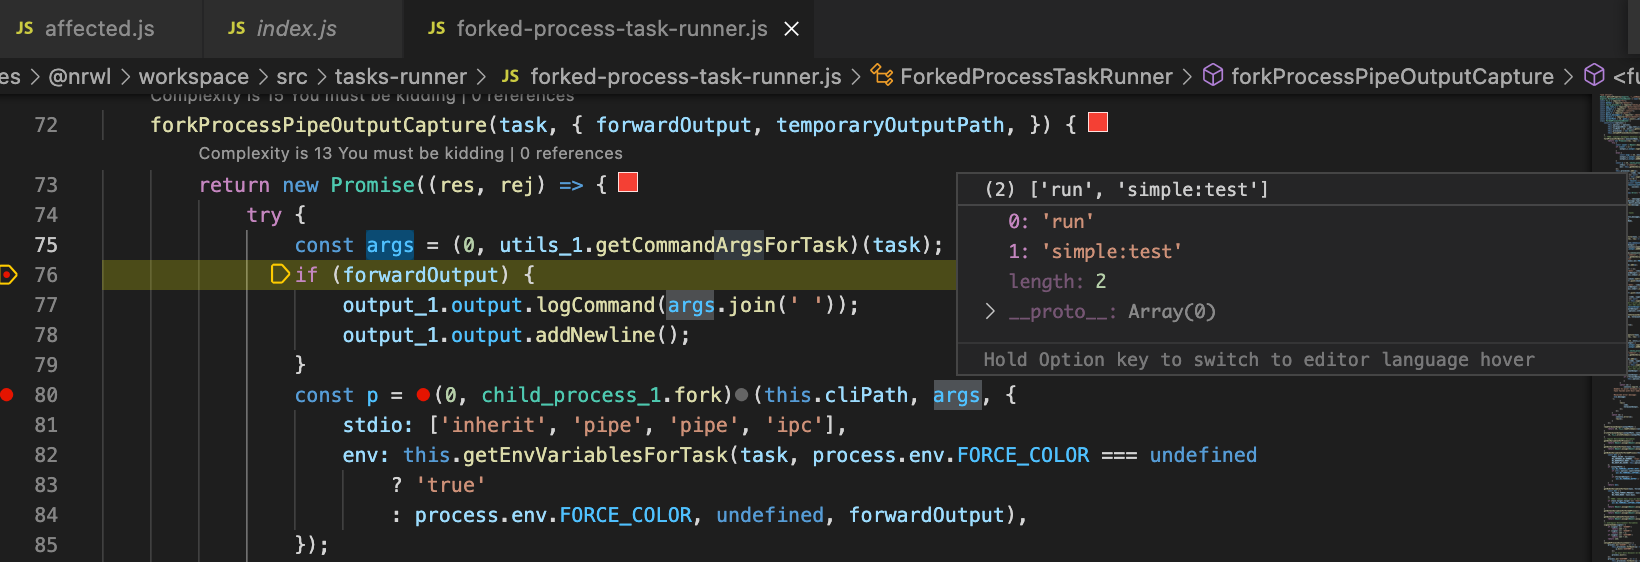 JS affected.js JS index.js JS forked-process-task-runner.js
es > @nrwl > workspace > src > tasks-runner > JS forked-process-task-runner.js > ForkedProcessTaskRunner > forkProcessPipeOutputCapture > <fu
Complexity is 15 You must be kidding | 0 references
72 forkProcessPipeOutputCapture(task, { forwardOutput, temporaryOutputPath, }) {
Complexity is 13 You must be kidding | 0 references
73 return new Promise((res, rej) => {
74 try {
75 const args = (0, utils_1.getCommandArgsForTask)(task);
76 if (forwardOutput) {
77 output_1.output.logCommand(args.join(' '));
78 output_1.output.addNewline();
79 }
80 const p = (0, child_process_1.fork) (this.cliPath, args, {
81 stdio: ['inherit', 'pipe', 'pipe', 'ipc'],
82 env: this.getEnvVariablesForTask(task, process.env.FORCE_COLOR === undefined
83 ? 'true'
84 : process.env.FORCE_COLOR, undefined, forwardOutput),
85 });
(2) ['run', 'simple:test']
0: 'run'
1: 'simple:test'
length: 2
> __proto__: Array(0)
Hold Option key to switch to editor language hover